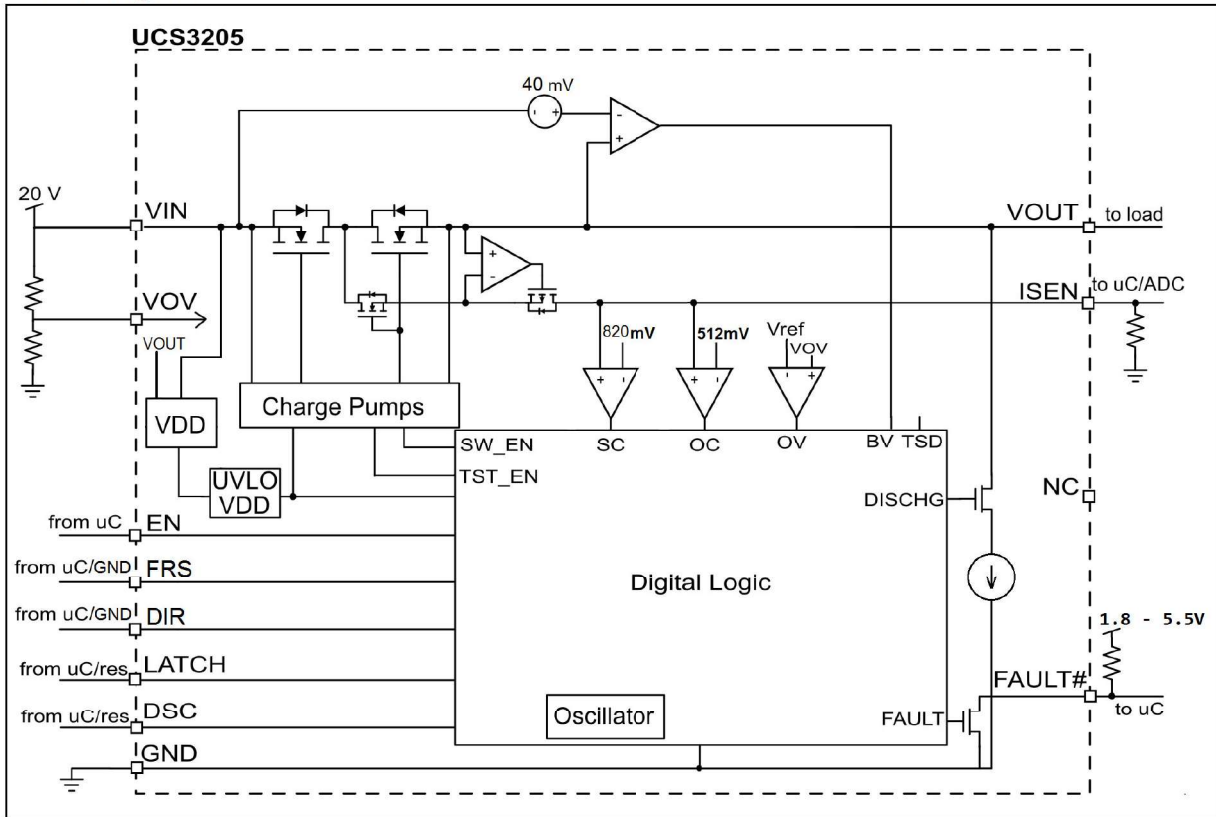 UCS3205
40 mV
- +
-
+
20 V
VIN
VOUT
to load
+
-
ISEN
to uC/ADC
VOV
820mV
512mV
Vref
VOV
VOUT
+ -
+ -
- +
Charge Pumps
VDD
SC
OC
OV
BV
TSD
SW_EN
UVLO
VDD
TST_EN
DISCHG
NC
from uC
EN
from uC/GND
FRS
Digital Logic
from uC/GND
DIR
1.8 - 5.5V
from uC/res
LATCH
FAULT#
from uC/res
DSC
Oscillator
FAULT
to uC
GND